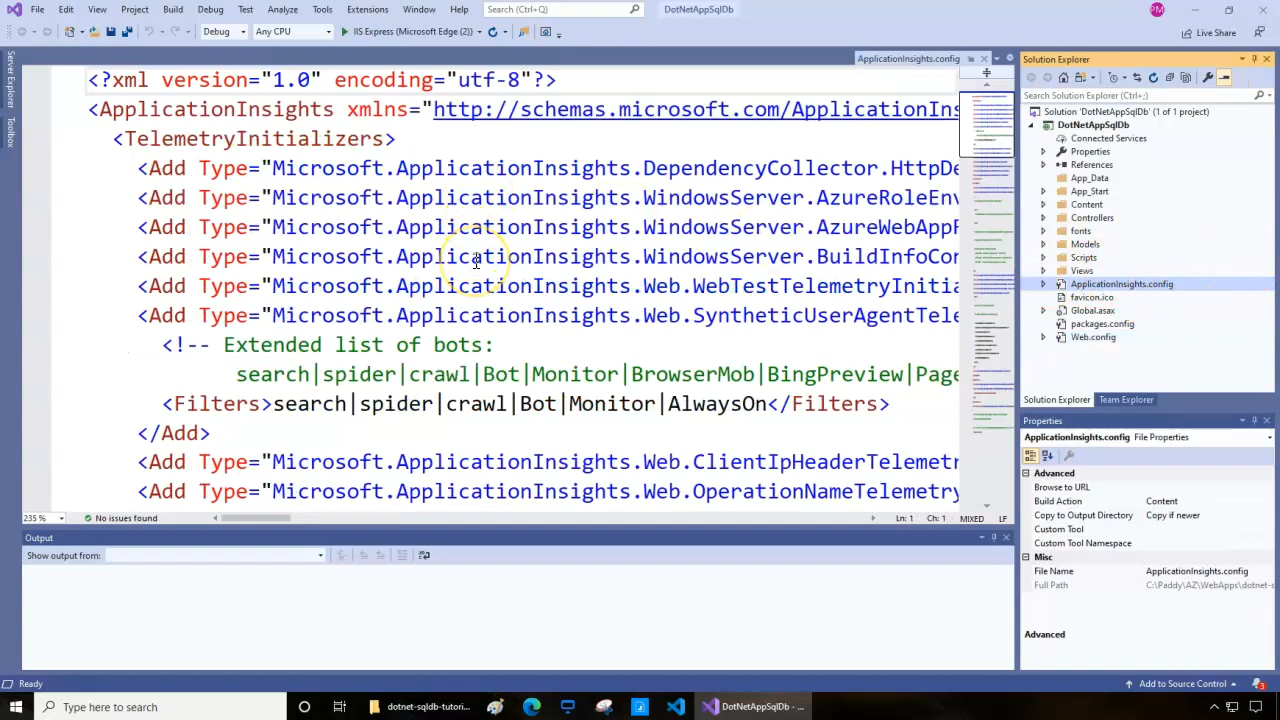 File Edit View Project Build Debug Test Analyze Tools Extensions Window Help Search (Ctrl+Q) DotNetAppSqlDb PM
Debug Any CPU IIS Express (Microsoft Edge (2)) Live Share
Server Explorer
Toolbox
ApplicationInsights.config
<?xml version="1.0" encoding="utf-8"?>
<ApplicationInsights xmlns="http://schemas.microsoft.com/ApplicationIns
<TelemetryInitializers>
<Add Type="Microsoft.ApplicationInsights.DependencyCollector.HttpDe
<Add Type="Microsoft.ApplicationInsights.WindowsServer.AzureRoleEnv
<Add Type="Microsoft.ApplicationInsights.WindowsServer.AzureWebAppR
<Add Type="Microsoft.ApplicationInsights.WindowsServer.BuildInfoCon
<Add Type="Microsoft.ApplicationInsights.Web.WebTestTelemetryInitia
<Add Type="Microsoft.ApplicationInsights.Web.SyntheticUserAgentTele
<!-- Extended list of bots:
search|spider|crawl|Bot|Monitor|BrowserMob|BingPreview|Page
<Filters>search|spider|crawl|Bot|Monitor|AlwaysOn</Filters>
</Add>
<Add Type="Microsoft.ApplicationInsights.Web.ClientIpHeaderTelemetr
<Add Type="Microsoft.ApplicationInsights.Web.OperationNameTelemetry
235 % No issues found Ln: 1 Ch: 1 MIXED LF
Output
Show output from:
Solution Explorer
Search Solution Explorer (Ctrl+;)
Solution 'DotNetAppSqlDb' (1 of 1 project)
DotNetAppSqlDb
Connected Services
Properties
References
App_Data
App_Start
Content
Controllers
fonts
Models
Scripts
Views
ApplicationInsights.config
favicon.ico
Global.asax
packages.config
Web.config
Solution Explorer Team Explorer
Properties
ApplicationInsights.config File Properties
Advanced
Browse to URL
Build Action Content
Copy to Output Directory Copy if newer
Custom Tool
Custom Tool Namespace
Misc
File Name ApplicationInsights.config
Full Path C:\Paddy\AZ\WebApps\dotnet-s
Advanced
Ready Add to Source Control 3
Type here to search dotnet-sqldb-tutori... DotNetAppSqlDb - ...